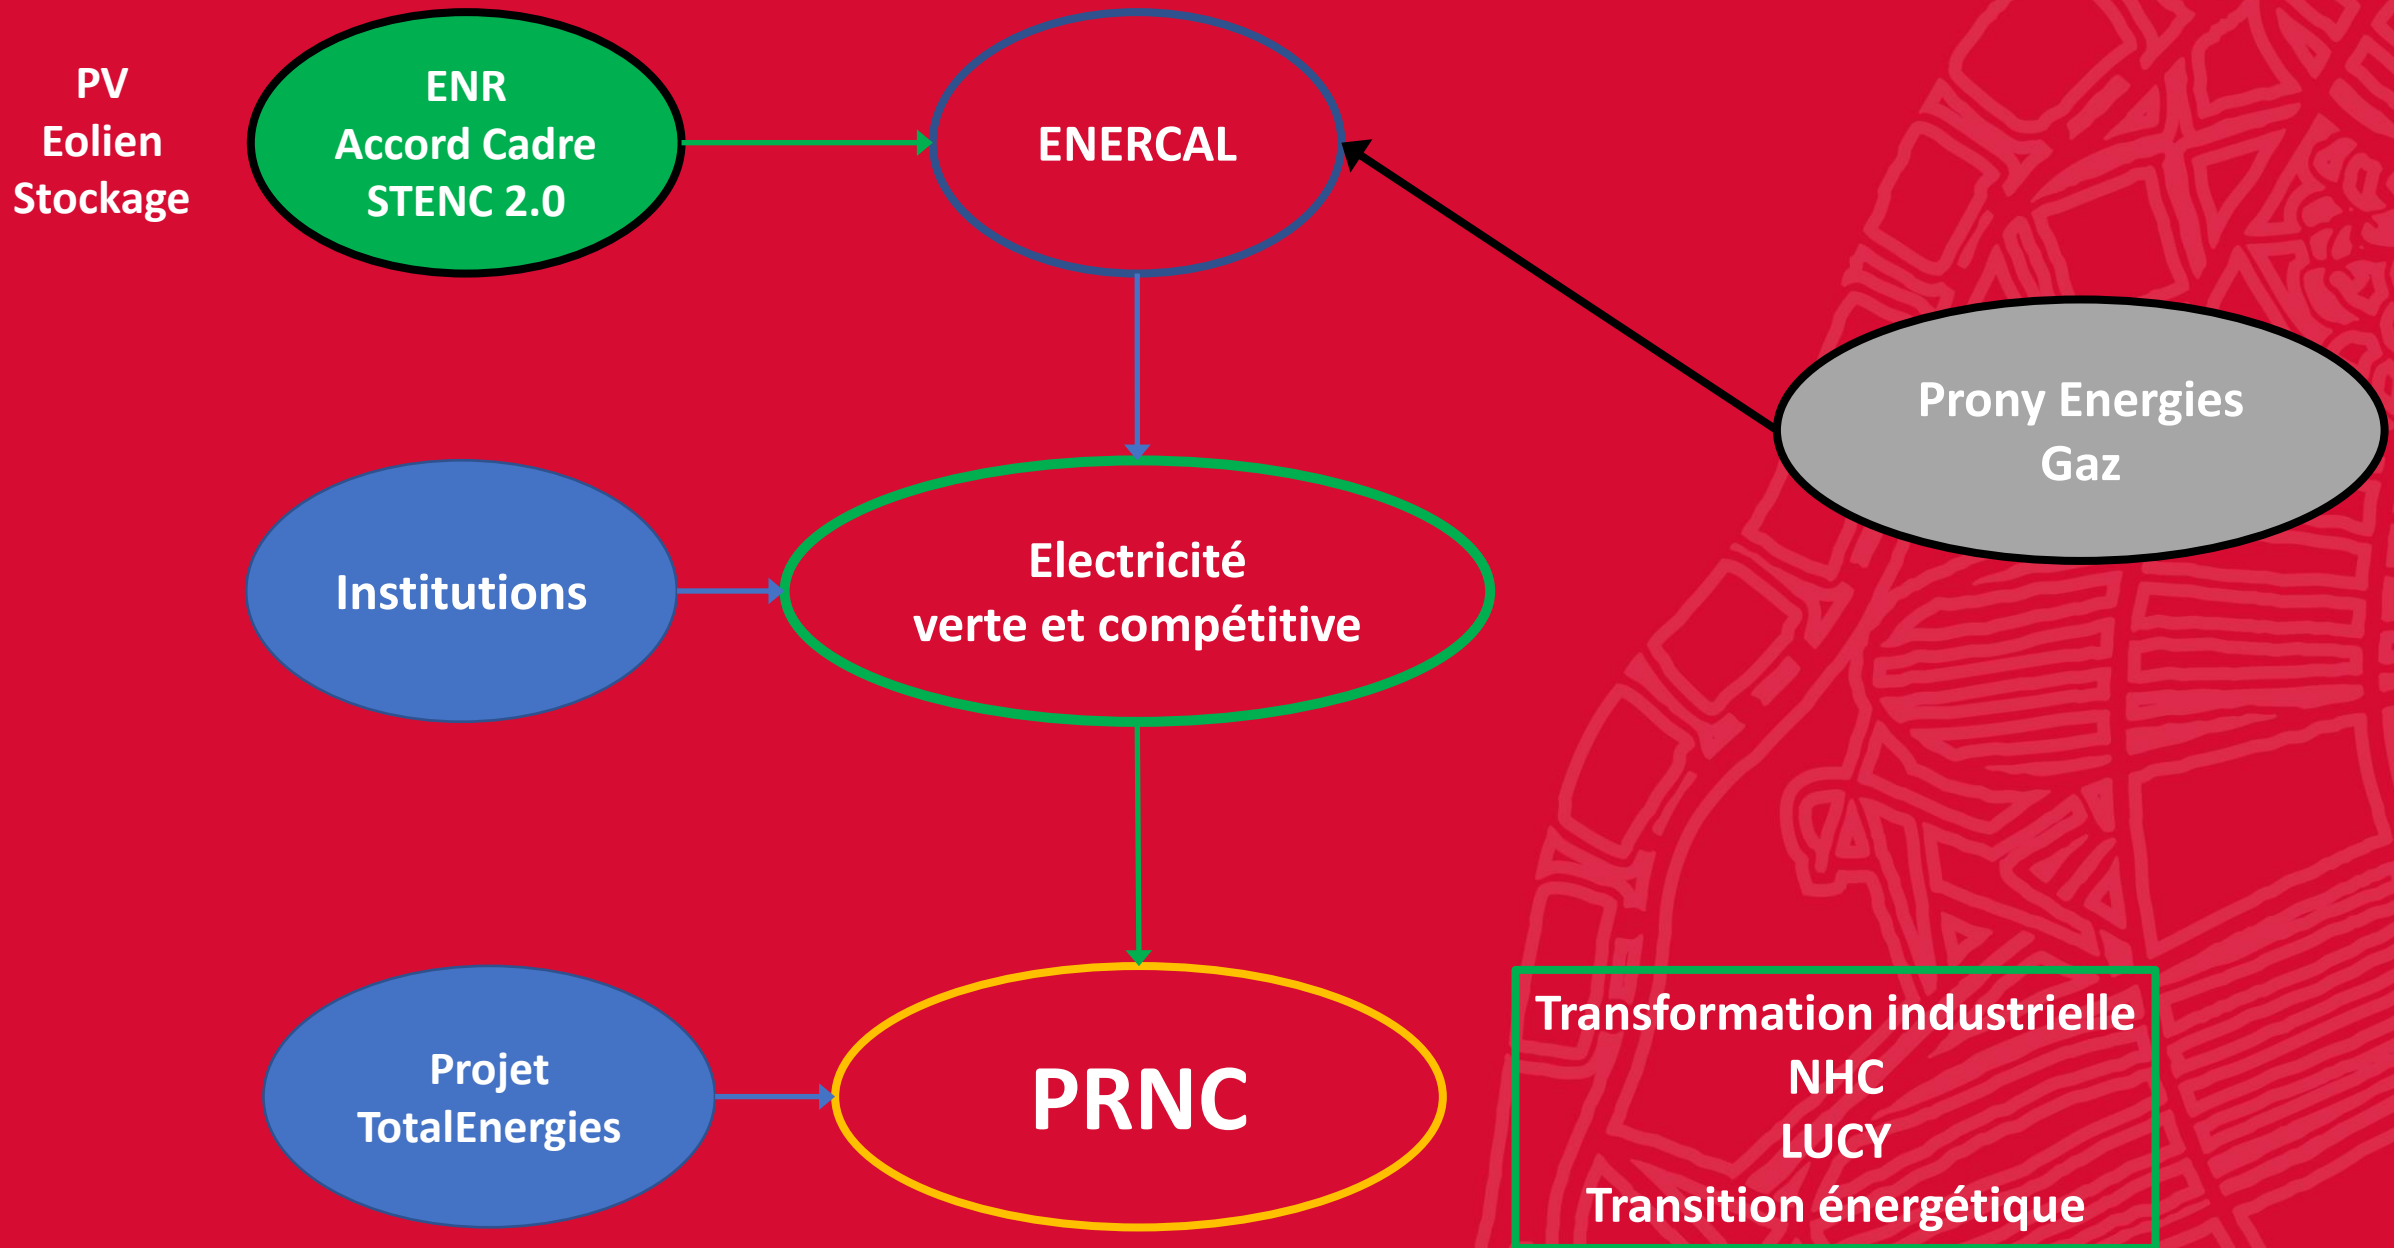 PV
Eolien
Stockage
ENR
Accord Cadre
STENC 2.0
ENERCAL
Prony Energies
Gaz
Institutions
Electricité
verte et compétitive
Projet
TotalEnergies
PRNC
Transformation industrielle
NHC
LUCY
Transition énergétique